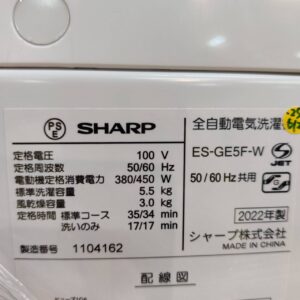 PS E
SHARP
全自動電気洗濯
定格電圧 100 V
ES-GE5F-W
S JET
定格周波数 50/60 Hz
電動機定格消費電力 380/450 W
50/60 Hz 共用
標準洗濯容量 5.5 kg
風乾燥容量 3.0 kg
定格時間 標準コース 35/34 min
洗いのみ 17/17 min
2022年製
製造番号 1104162
シャープ株式会社
MADE IN CHINA
配線図